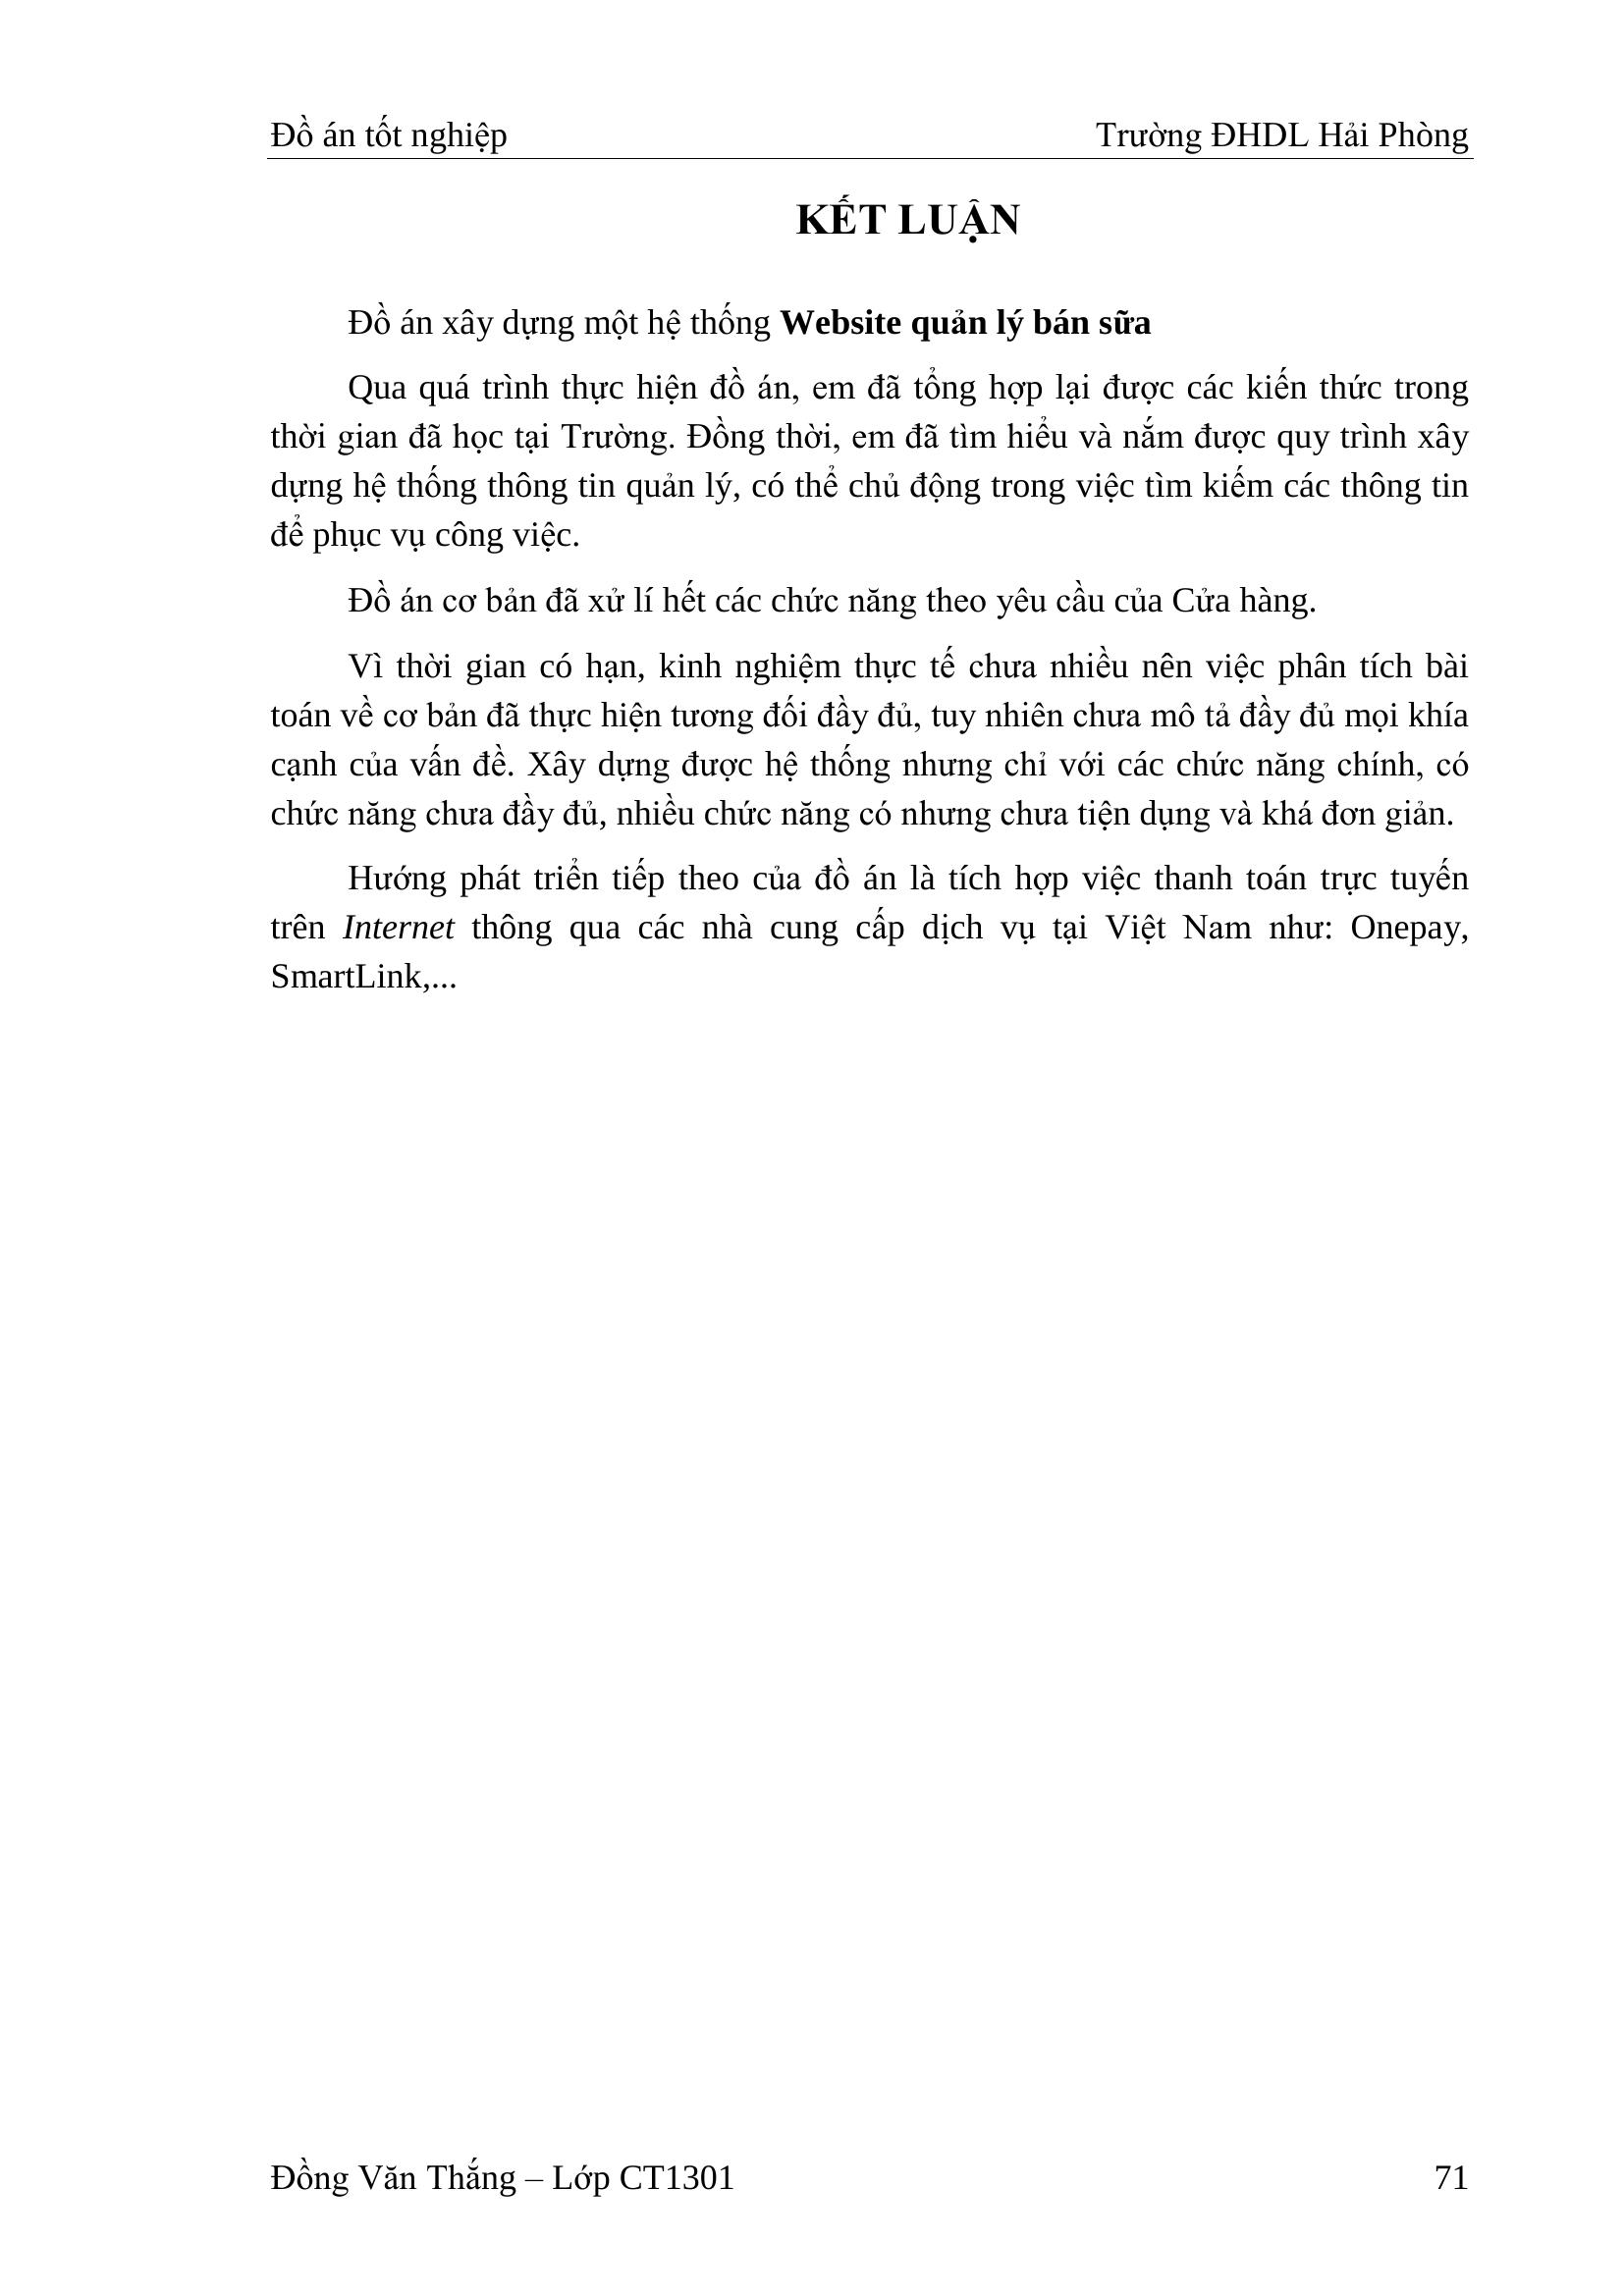 Đồ án tốt nghiệp Trường ĐHDL Hải Phòng
KẾT LUẬN
Đồ án xây dựng một hệ thống Website quản lý bán sữa
Qua quá trình thực hiện đồ án, em đã tổng hợp lại được các kiến thức trong
thời gian đã học tại Trường. Đồng thời, em đã tìm hiểu và nắm được quy trình xây
dựng hệ thống thông tin quản lý, có thể chủ động trong việc tìm kiếm các thông tin
để phục vụ công việc.
Đồ án cơ bản đã xử lí hết các chức năng theo yêu cầu của Cửa hàng.
Vì thời gian có hạn, kinh nghiệm thực tế chưa nhiều nên việc phân tích bài
toán về cơ bản đã thực hiện tương đối đầy đủ, tuy nhiên chưa mô tả đầy đủ mọi khía
cạnh của vấn đề. Xây dựng được hệ thống nhưng chỉ với các chức năng chính, có
chức năng chưa đầy đủ, nhiều chức năng có nhưng chưa tiện dụng và khá đơn giản.
Hướng phát triển tiếp theo của đồ án là tích hợp việc thanh toán trực tuyến
trên Internet thông qua các nhà cung cấp dịch vụ tại Việt Nam như: Onepay,
SmartLink,...
Đồng Văn Thắng – Lớp CT1301 71